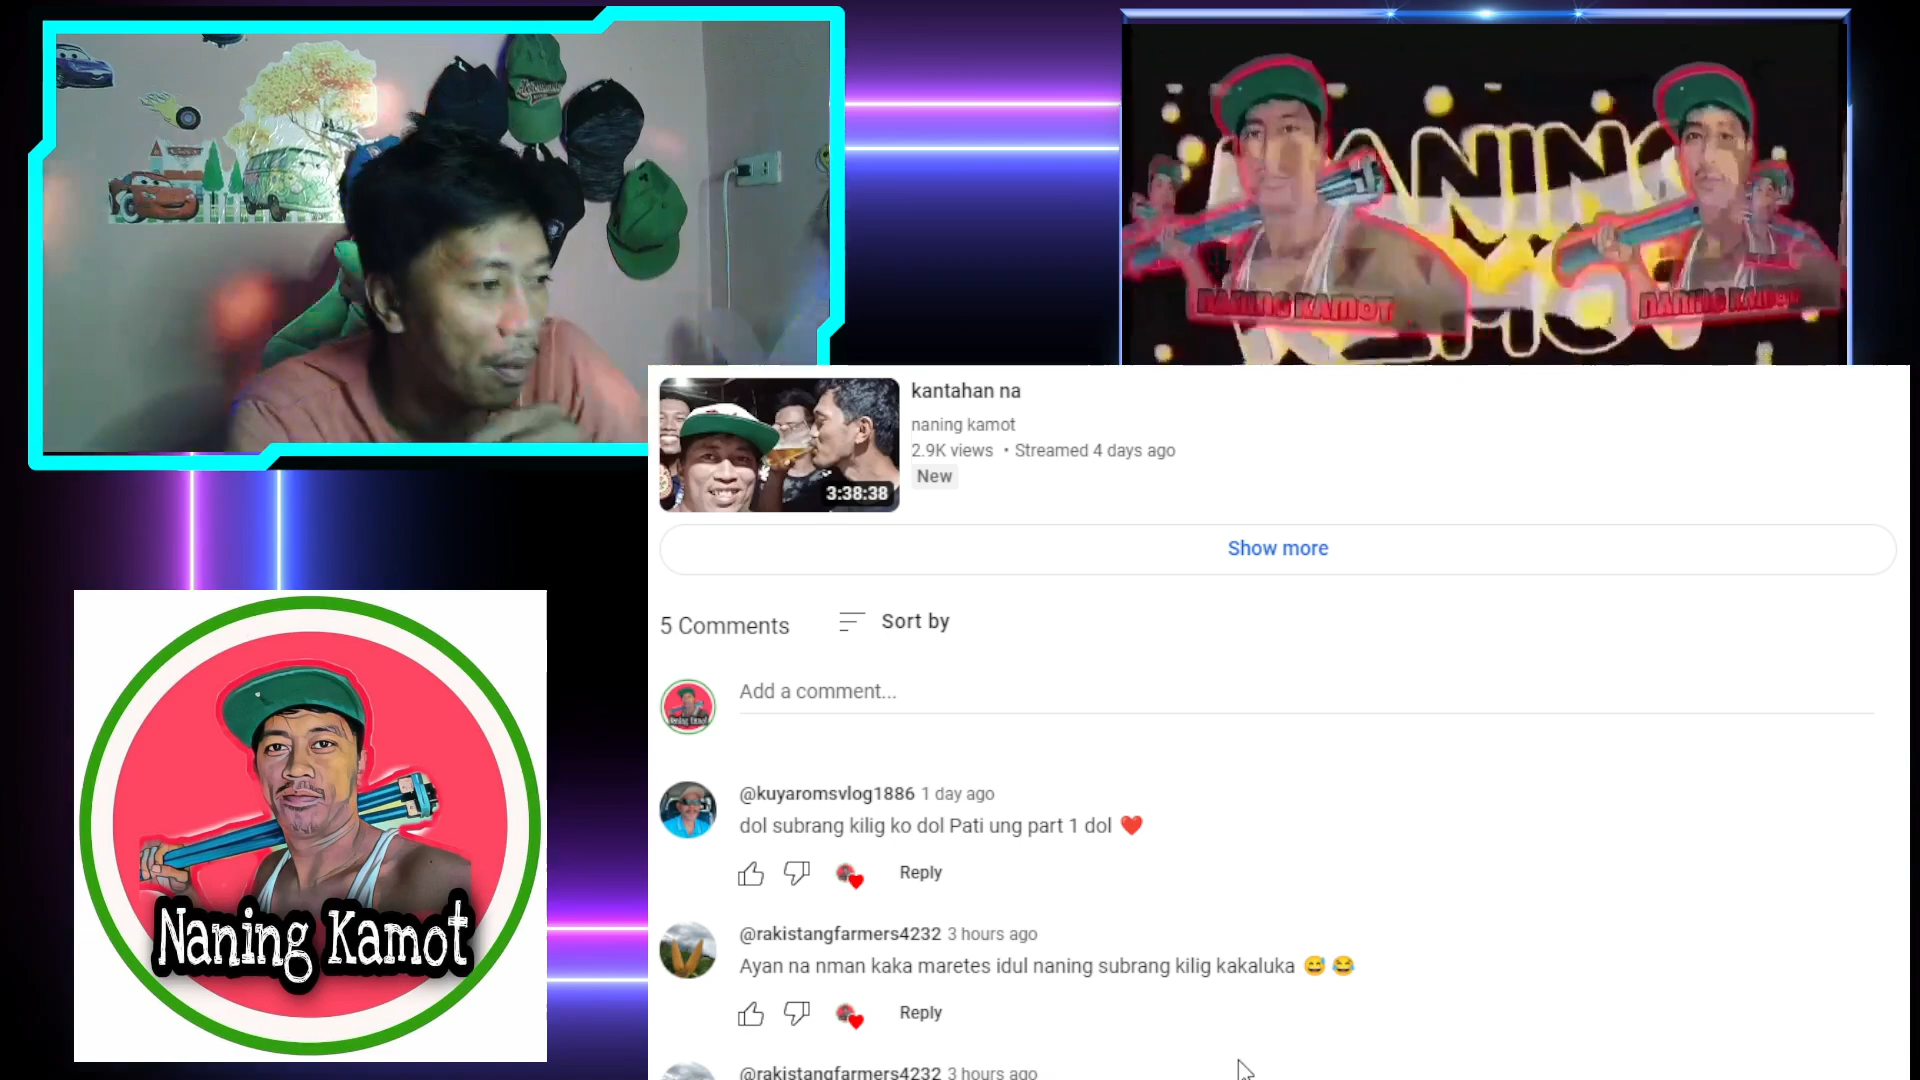 NANING KAMOT
NANING KAMOT
kantahan na
naning kamot
2.9K views • Streamed 4 days ago
New
3:38:38
Show more
5 Comments
Sort by
Add a comment...
@kuyaromsvlog1886 1 day ago
dol subrang kilig ko dol Pati ung part 1 dol ❤️
Reply
@rakistangfarmers4232 3 hours ago
Ayan na nman kaka maretes idul naning subrang kilig kakaluka 😅 😂
Reply
@rakistangfarmers4232 3 hours ago
Naning Kamot